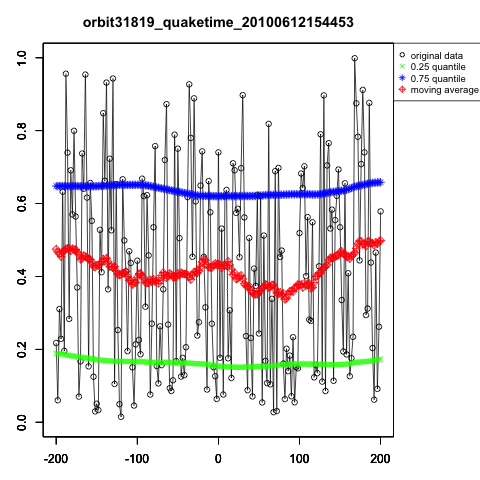 orbit31819_quaketime_20100612154453
original data
0.25 quantile
0.75 quantile
moving average
1.0
0.8
0.6
0.4
0.2
0.0
-200 -100 0 100 200